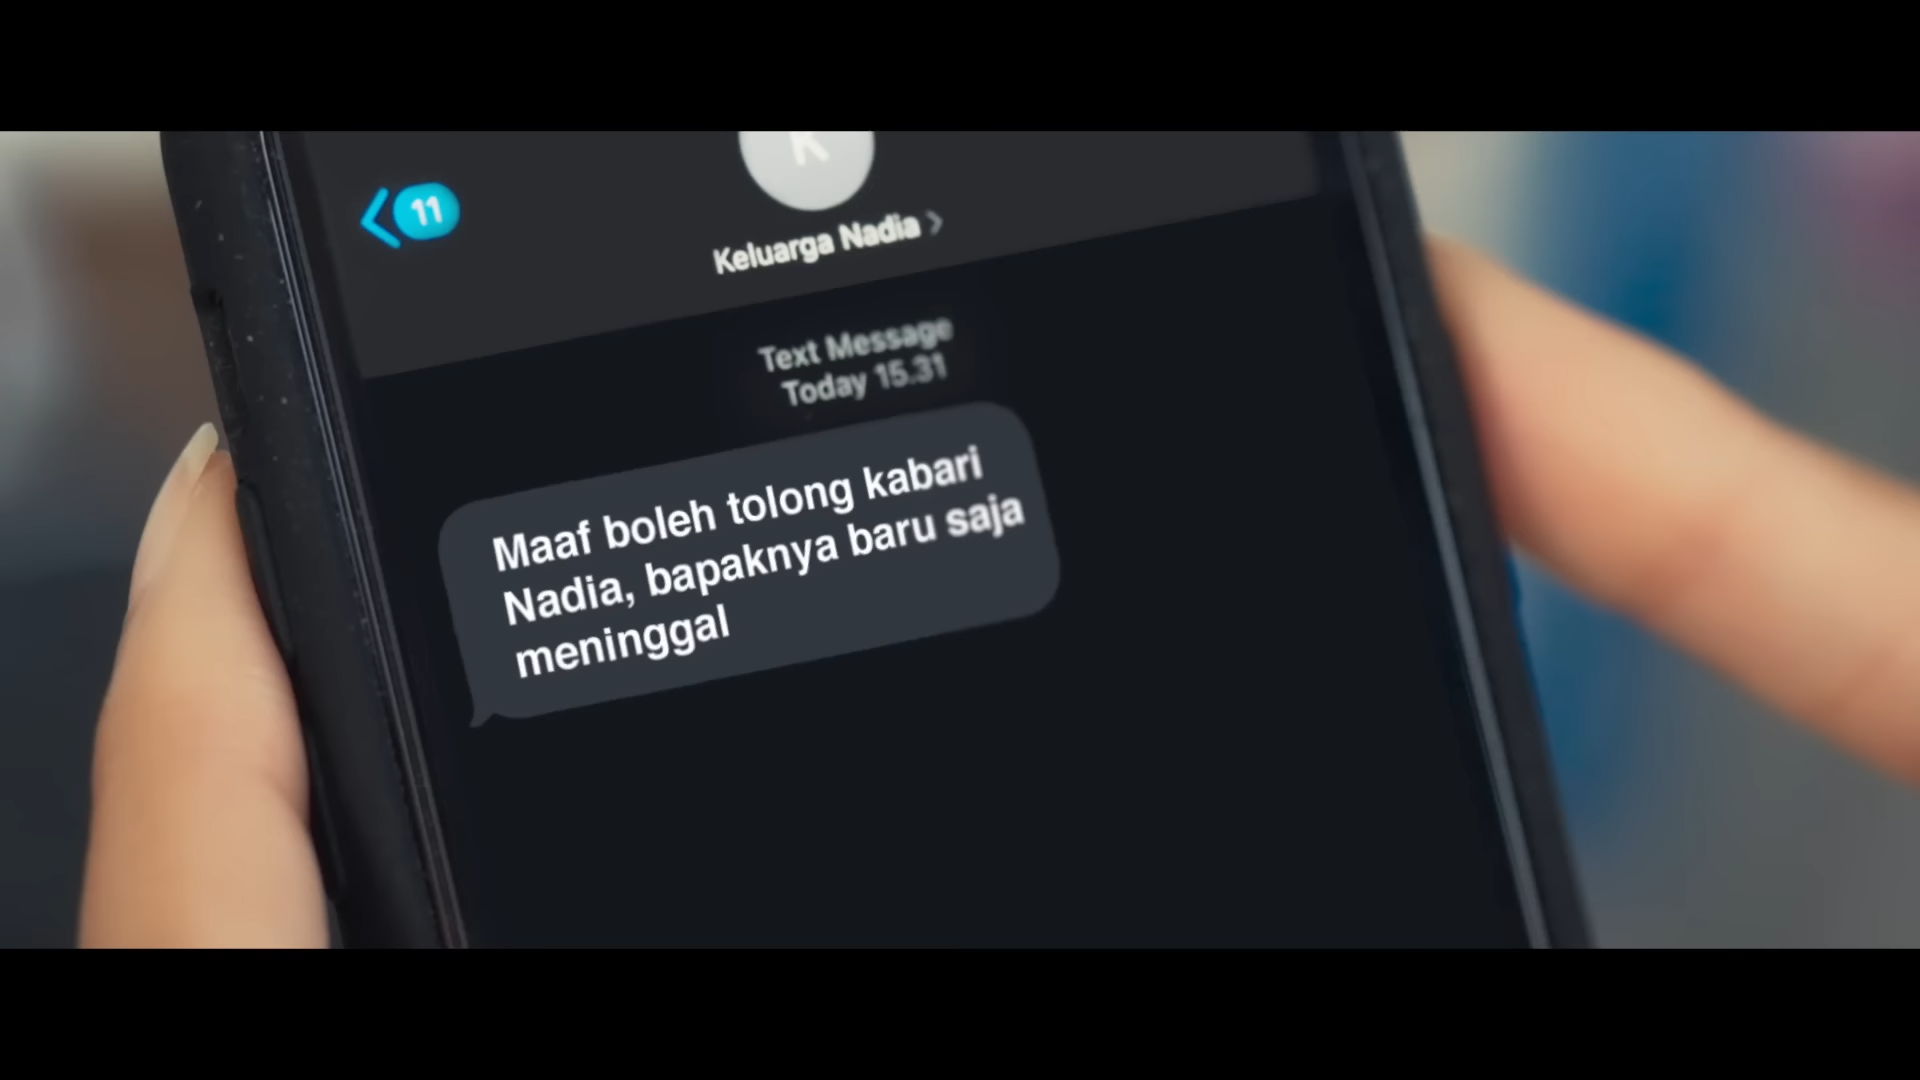 11
K
Keluarga Nadia
Text Message
Today 15.31
Maaf boleh tolong kabari
Nadia, bapaknya baru saja
meninggal